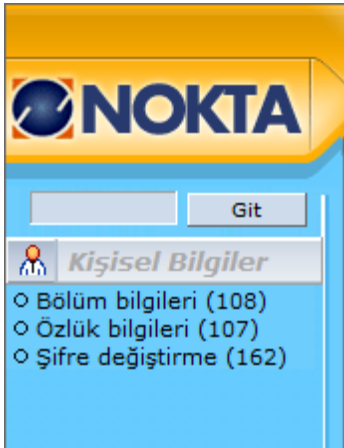 NOKTA
Git
Kişisel Bilgiler
Bölüm bilgileri (108)
Özlük bilgileri (107)
Şifre değiştirme (162)